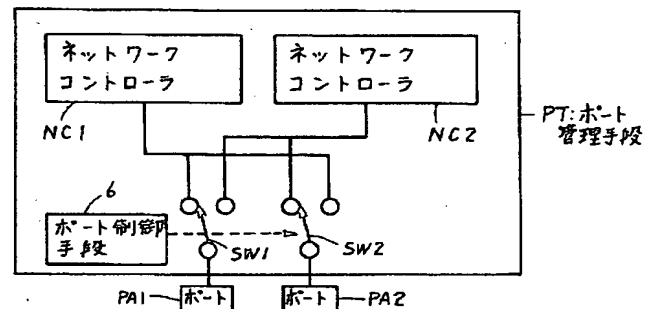 ネットワーク
コントローラ
ネットワーク
コントローラ
NC1
NC2
PT:ポート
管理手段
6
ポート制御
手段
SW1
SW2
PA1
ポート
ポート
PA2